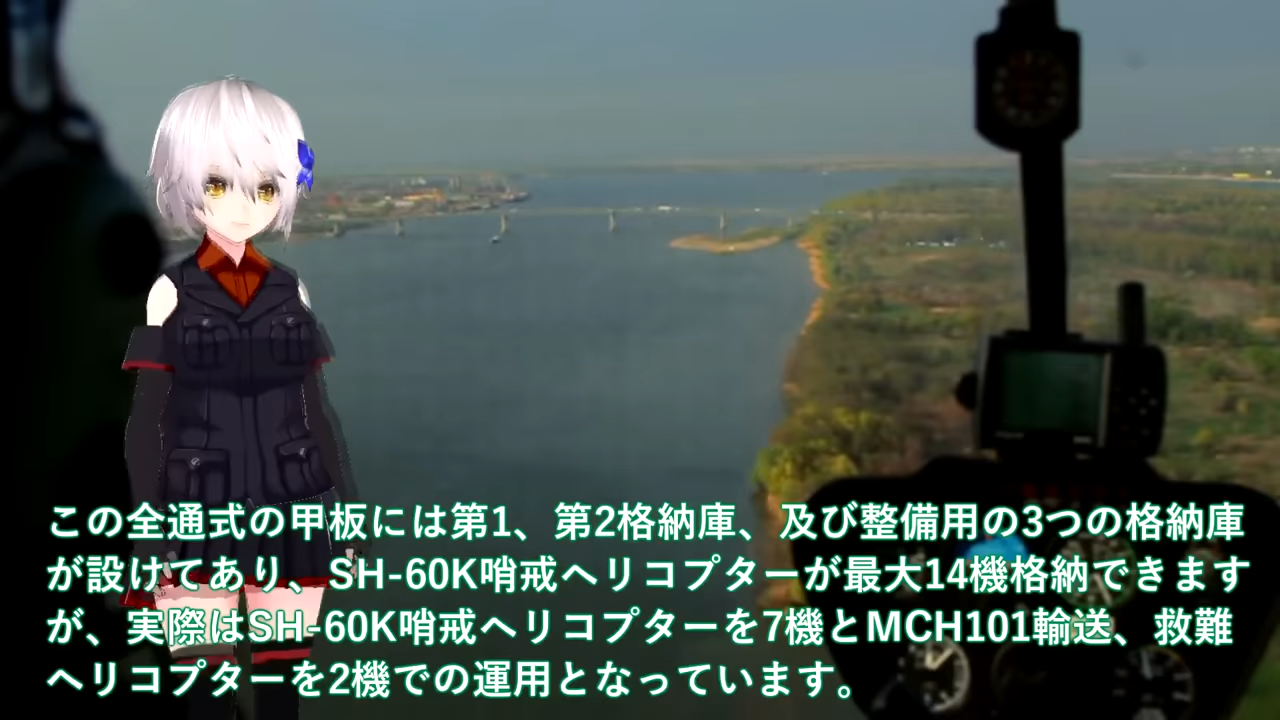 この全通式の甲板には第1、第2格納庫、及び整備用の3つの格納庫
が設けてあり、SH-60K哨戒ヘリコプターが最大14機格納できます
が、実際はSH-60K哨戒ヘリコプターを7機とMCH101輸送、救難
ヘリコプターを2機での運用となっています。